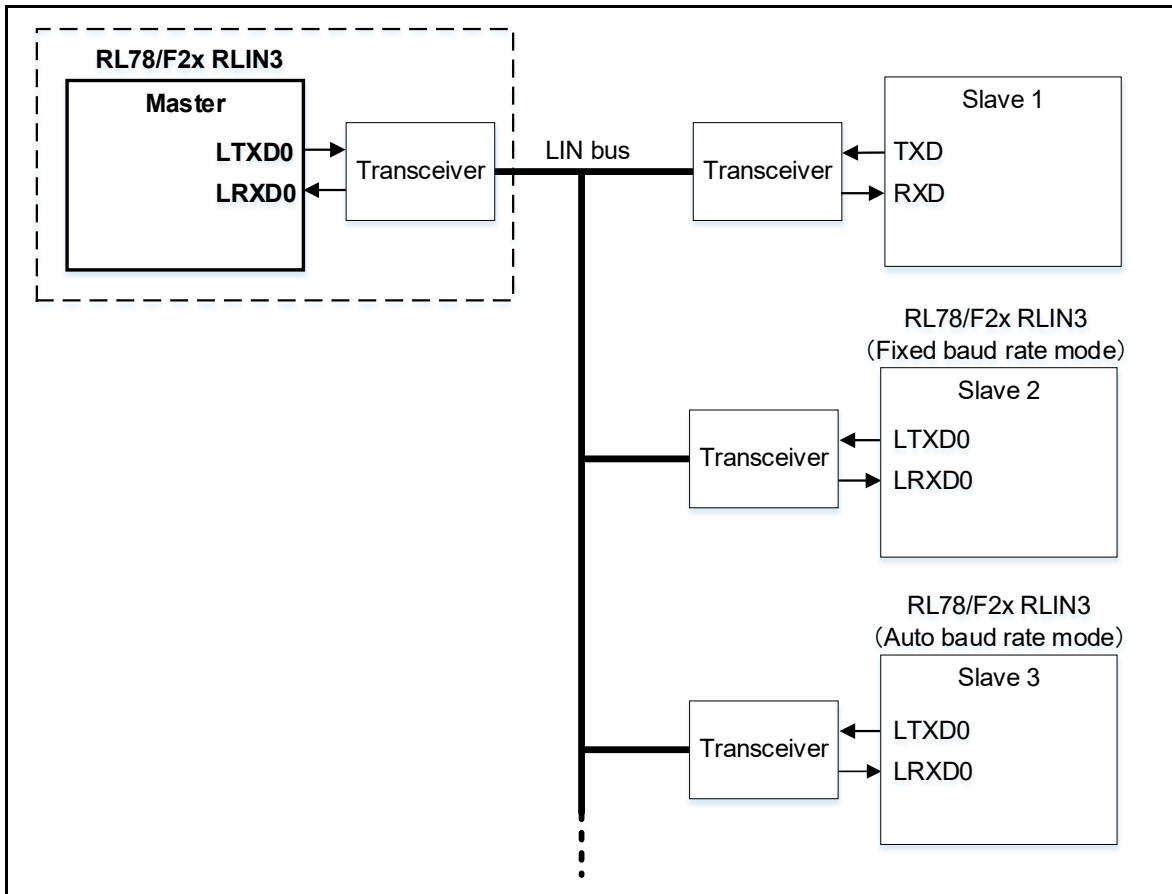 RL78/F2x RLIN3
Master
LTXD0
LRXD0
Transceiver
LIN bus
Transceiver
Slave 1
TXD
RXD
RL78/F2x RLIN3
（Fixed baud rate mode）
Slave 2
Transceiver
LTXD0
LRXD0
RL78/F2x RLIN3
（Auto baud rate mode）
Slave 3
Transceiver
LTXD0
LRXD0